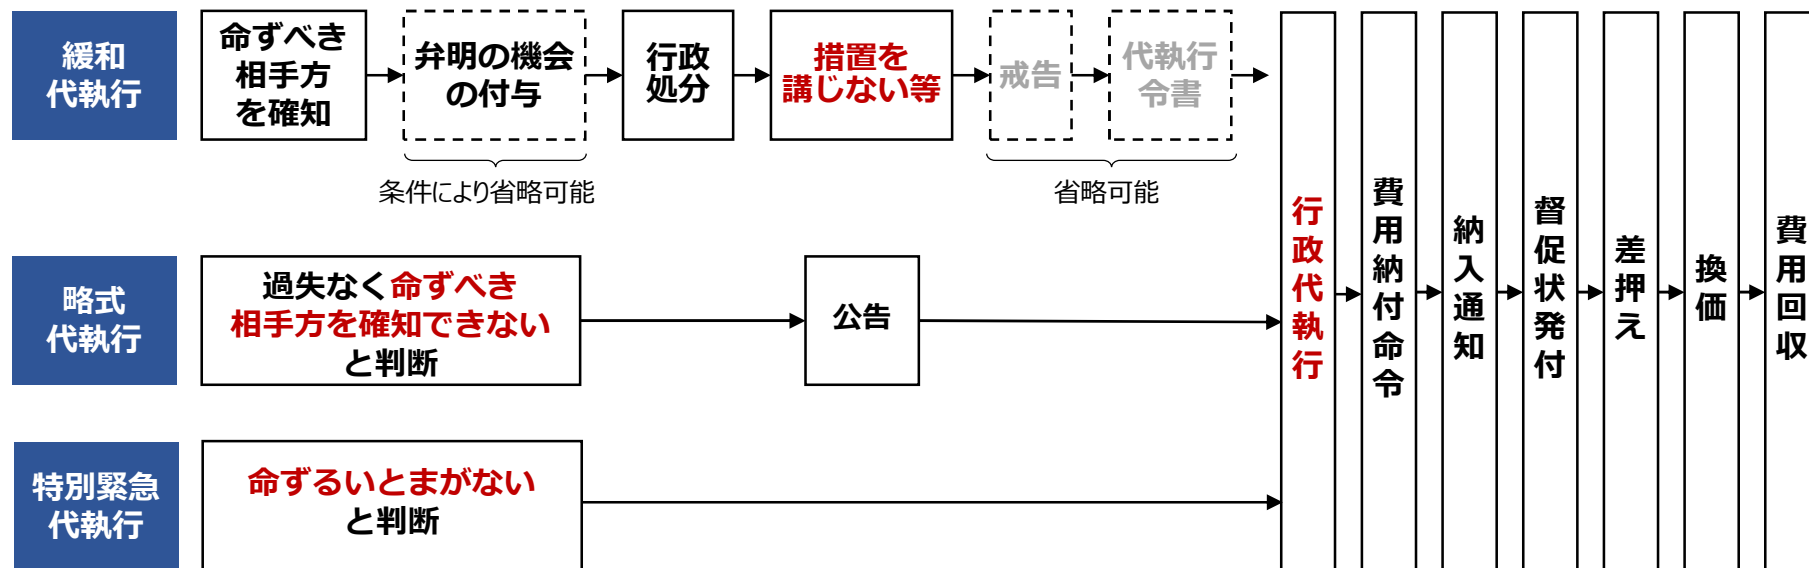 緩和
代執行
命ずべき
相手方
を確知
弁明の機会
の付与
行政
処分
措置を
講じない等
戒告
代執行
令書
条件により省略可能
省略可能
略式
代執行
過失なく命ずべき
相手方を確知できない
と判断
公告
特別緊急
代執行
命ずるいとまがない
と判断
行政代執行
費用納付命令
納入通知
督促状発付
差押え
換価
費用回収